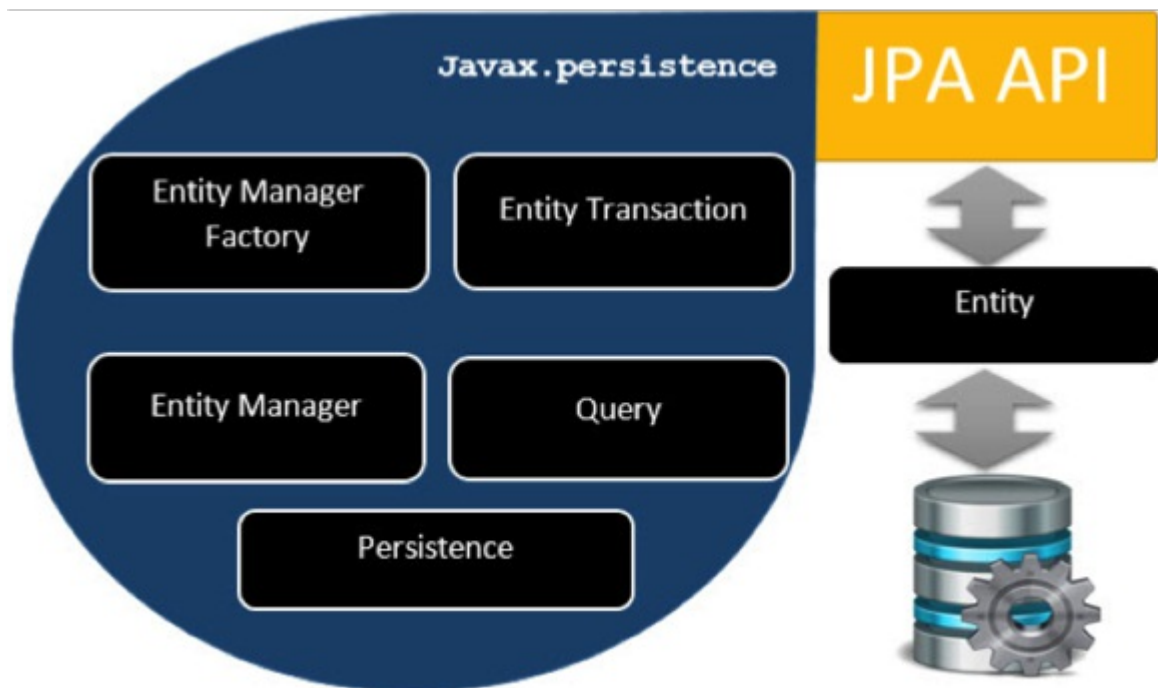 Javax.persistence
JPA API
Entity Manager
Factory
Entity Transaction
Entity
Entity Manager
Query
Persistence